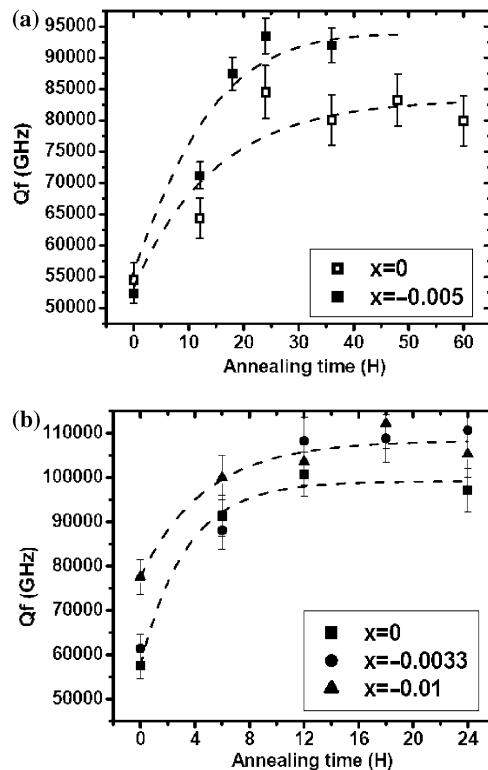 (a)
95000
90000
85000
80000
75000
70000
65000
60000
55000
50000
Qf (GHz)
x=0
x=-0.005
0 10 20 30 40 50 60
Annealing time (H)
(b)
110000
100000
90000
80000
70000
60000
50000
Qf (GHz)
x=0
x=-0.0033
x=-0.01
0 4 8 12 16 20 24
Annealing time (H)